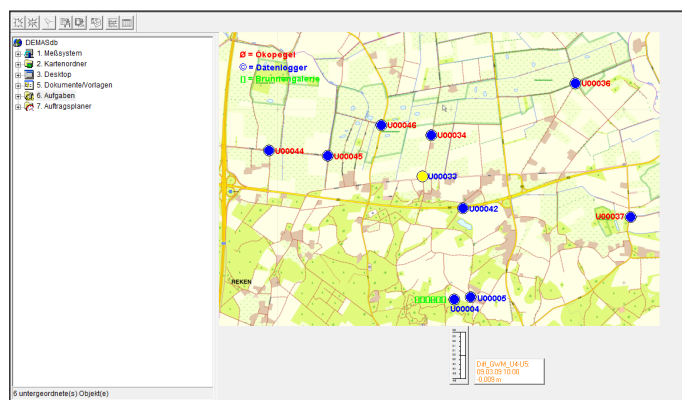 DEMASdb
1. Meßsystem
2. Kartenordner
3. Desktop
5. Dokumente/Vorlagen
6. Aufgaben
7. Auftragsplaner
6 untergeordnete(s) Objekt(e)
Ø = Ökopegel
© = Datenlogger
[] = Brunnengalerie
U00036
U00046
U00034
U00044
U00045
U00033
U00042
U00037
REKEN
U00005
U00004
Diff_GWM_U4-U5:
09.03.09 10:00
-0,009 m